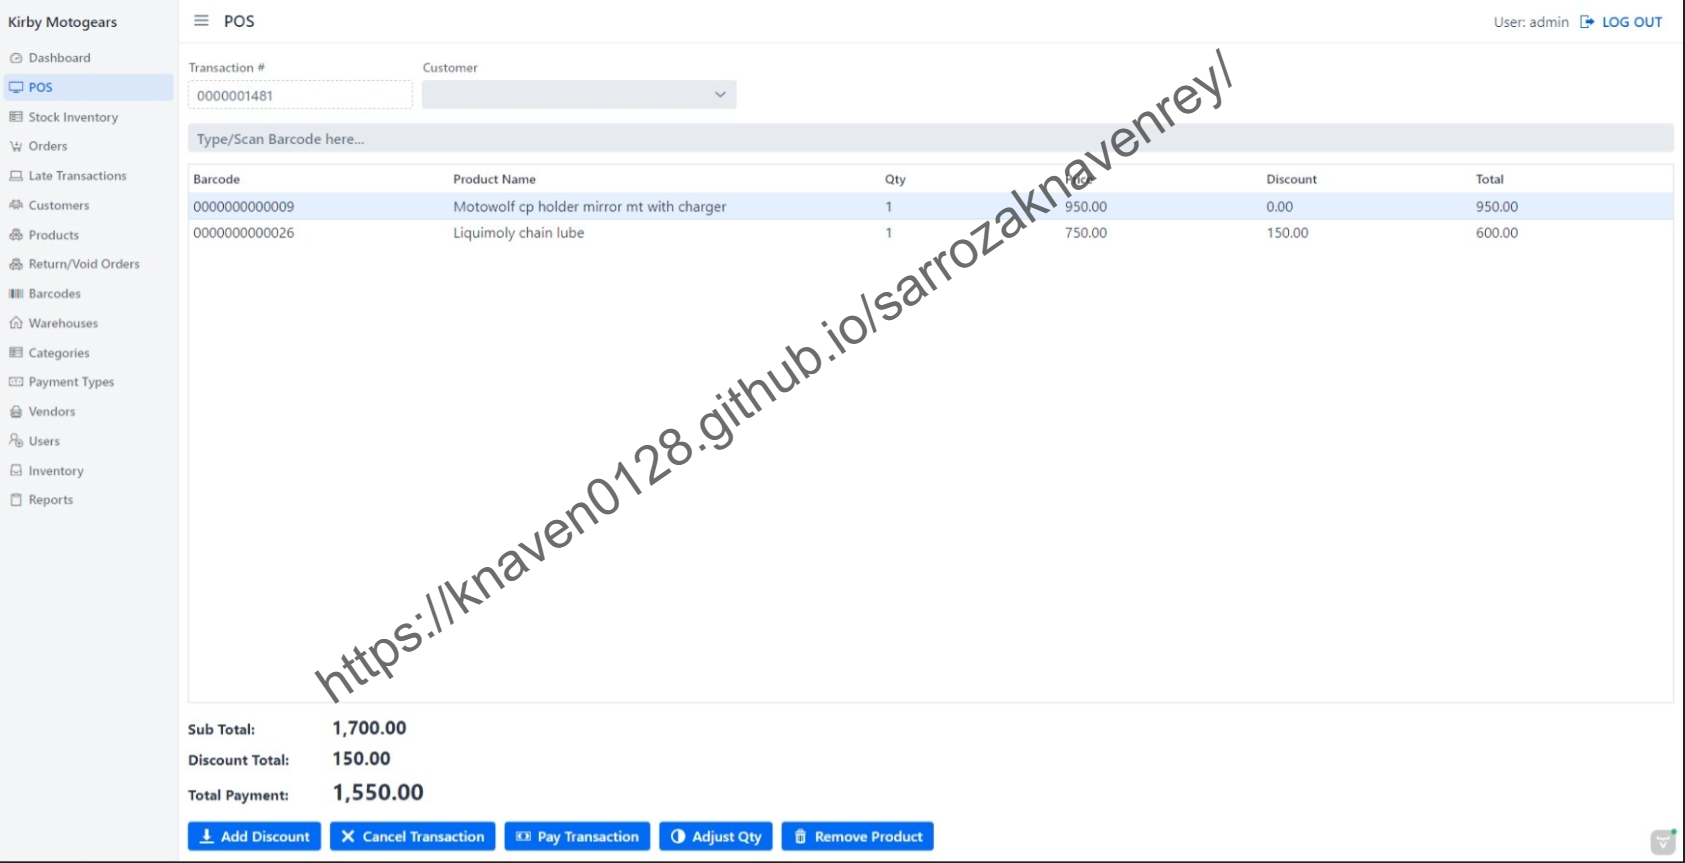 Kirby Motogears
POS
User: admin
LOG OUT
Dashboard
POS
Stock Inventory
Orders
Late Transactions
Customers
Products
Return/Void Orders
Barcodes
Warehouses
Categories
Payment Types
Vendors
Users
Inventory
Reports
Transaction #
Customer
0000001481
Type/Scan Barcode here...
Barcode Product Name Qty Price Discount Total
0000000000009 Motowolf cp holder mirror mt with charger 1 950.00 0.00 950.00
0000000000026 Liquimoly chain lube 1 750.00 150.00 600.00
https://knaven0128.github.io/sarrozaknavenrey/
Sub Total: 1,700.00
Discount Total: 150.00
Total Payment: 1,550.00
Add Discount
Cancel Transaction
Pay Transaction
Adjust Qty
Remove Product